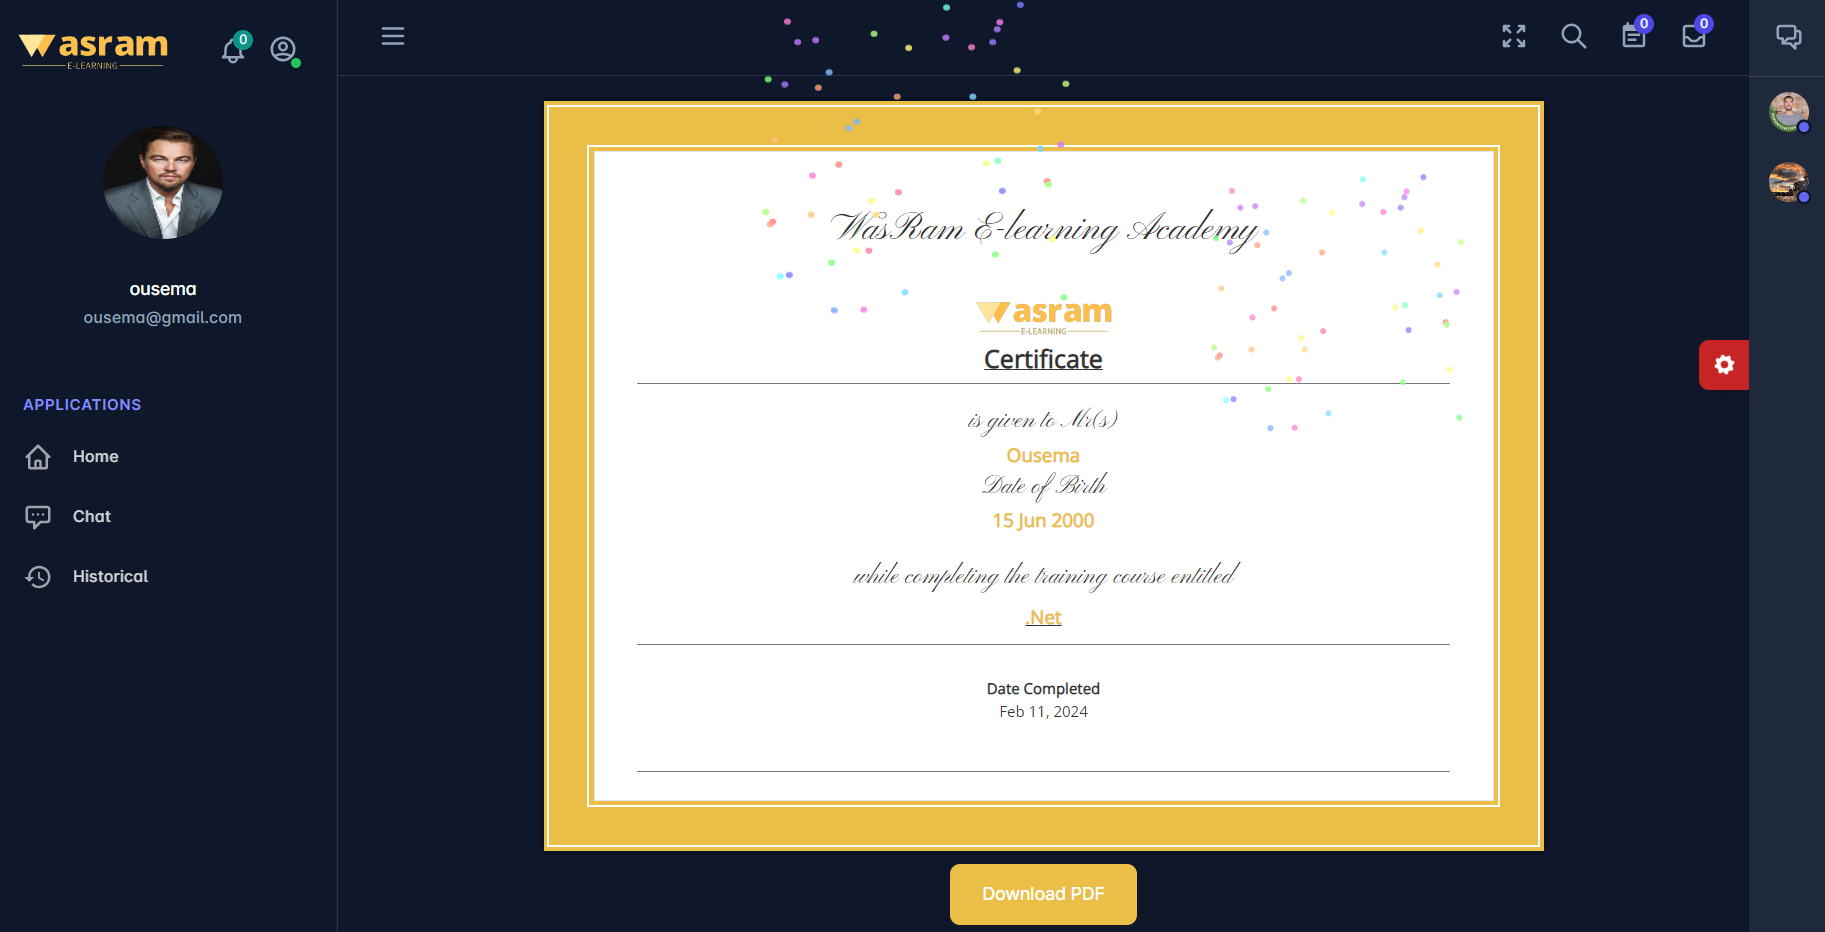 Wasram
E-LEARNING
0
ousema
ousema@gmail.com
APPLICATIONS
Home
Chat
Historical
0
0
WasRam E-learning Academy
Wasram
E-LEARNING
Certificate
is given to Mr(s)
Ousema
Date of Birth
15 Jun 2000
while completing the training course entitled
.Net
Date Completed
Feb 11, 2024
Download PDF